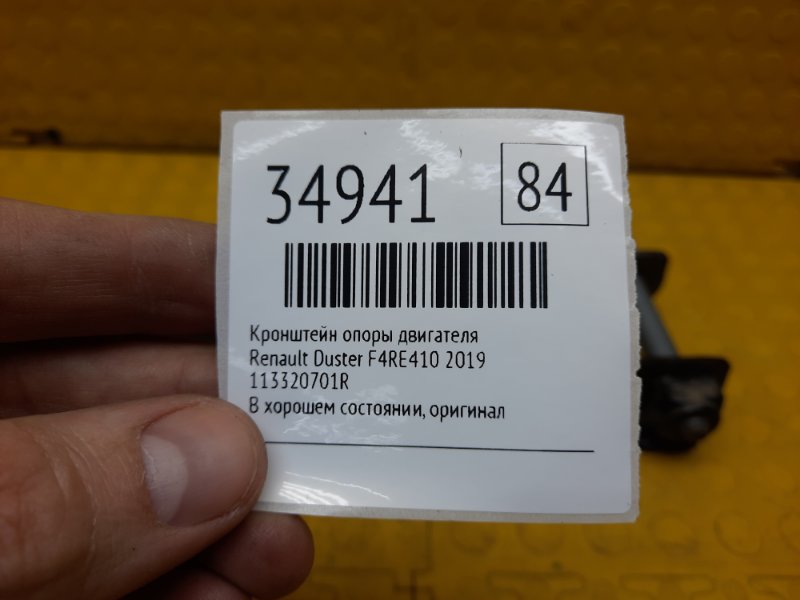 34941 84
Кронштейн опоры двигателя
Renault Duster F4RE410 2019
113320701R
В хорошем состоянии, оригинал